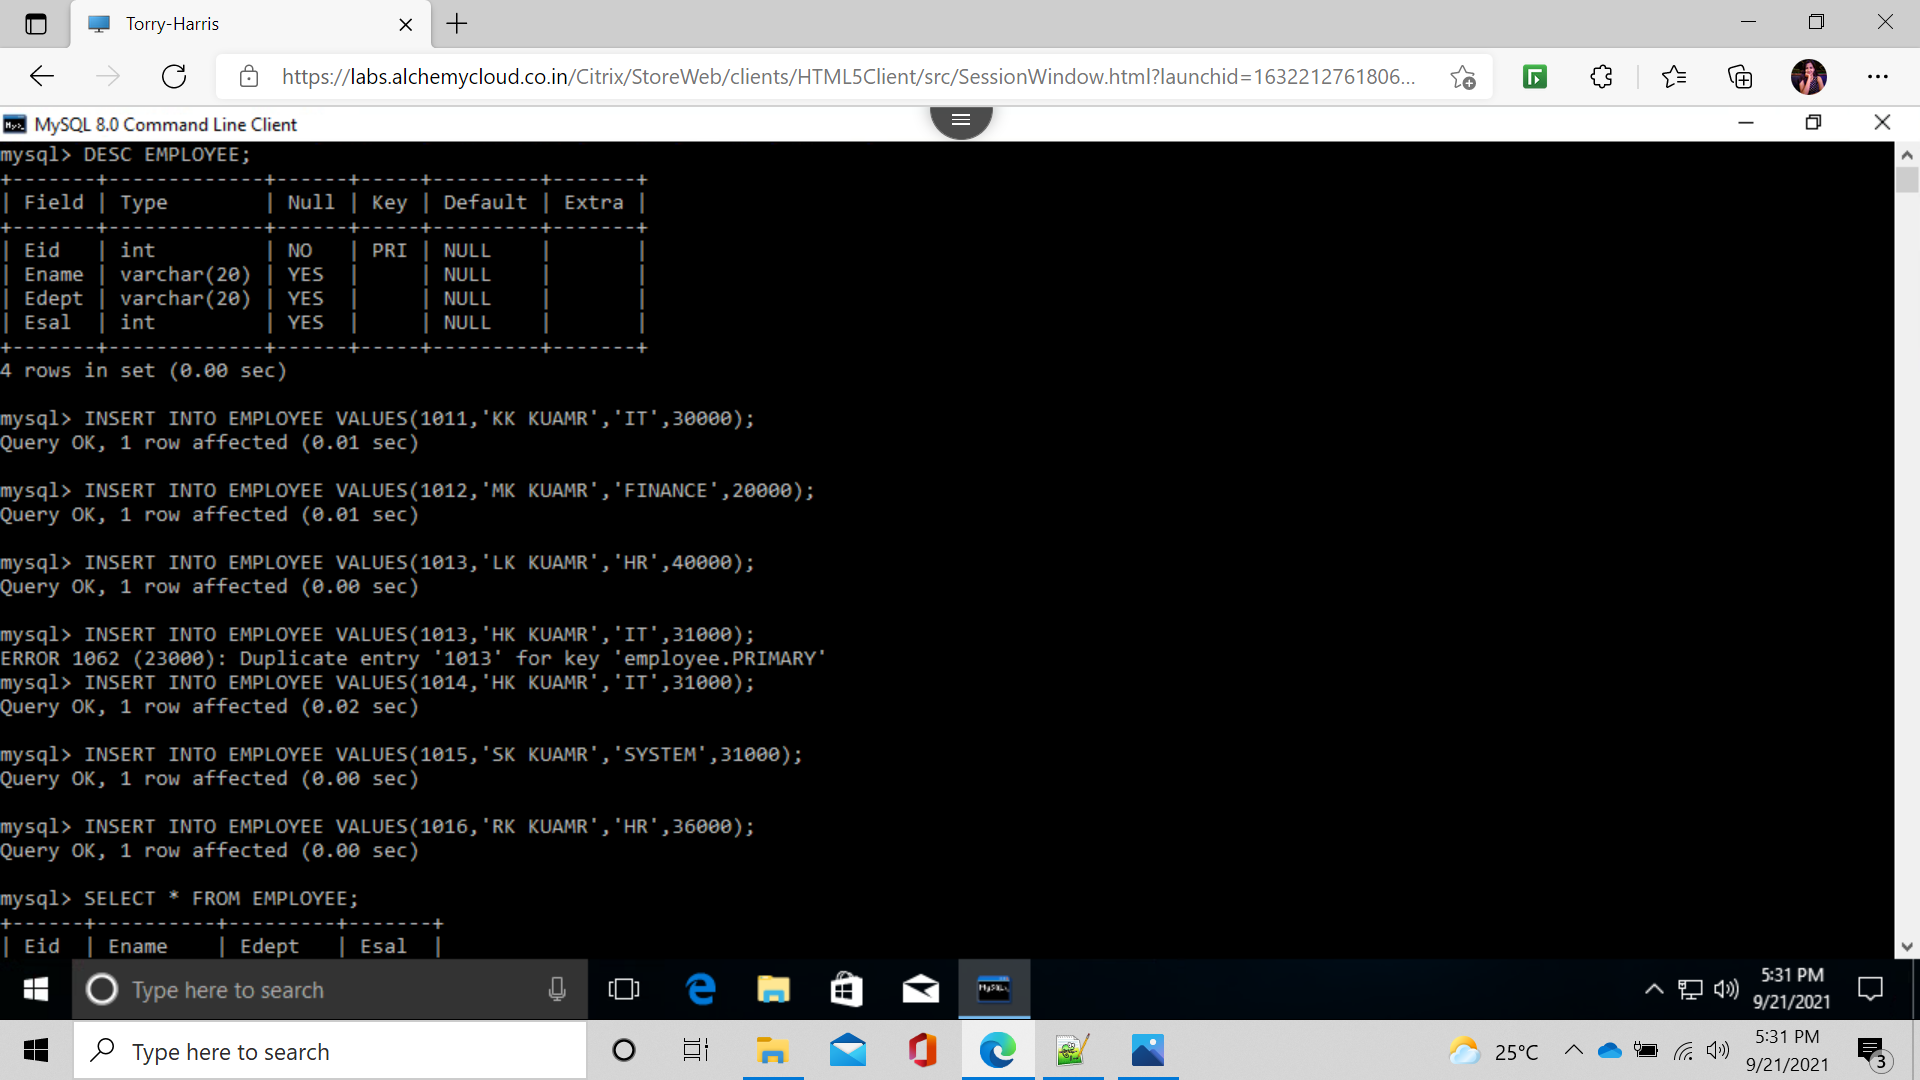 Torry-Harris
https://labs.alchemycloud.co.in/Citrix/StoreWeb/clients/HTML5Client/src/SessionWindow.html?launchid=1632212761806...
MySQL 8.0 Command Line Client
mysql> DESC EMPLOYEE;
+-------+-------------+------+-----+---------+-------+
| Field | Type        | Null | Key | Default | Extra |
+-------+-------------+------+-----+---------+-------+
| Eid   | int         | NO   | PRI | NULL    |       |
| Ename | varchar(20) | YES  |     | NULL    |       |
| Edept | varchar(20) | YES  |     | NULL    |       |
| Esal  | int         | YES  |     | NULL    |       |
+-------+-------------+------+-----+---------+-------+
4 rows in set (0.00 sec)
mysql> INSERT INTO EMPLOYEE VALUES(1011,'KK KUAMR','IT',30000);
Query OK, 1 row affected (0.01 sec)
mysql> INSERT INTO EMPLOYEE VALUES(1012,'MK KUAMR','FINANCE',20000);
Query OK, 1 row affected (0.01 sec)
mysql> INSERT INTO EMPLOYEE VALUES(1013,'LK KUAMR','HR',40000);
Query OK, 1 row affected (0.00 sec)
mysql> INSERT INTO EMPLOYEE VALUES(1013,'HK KUAMR','IT',31000);
ERROR 1062 (23000): Duplicate entry '1013' for key 'employee.PRIMARY'
mysql> INSERT INTO EMPLOYEE VALUES(1014,'HK KUAMR','IT',31000);
Query OK, 1 row affected (0.02 sec)
mysql> INSERT INTO EMPLOYEE VALUES(1015,'SK KUAMR','SYSTEM',31000);
Query OK, 1 row affected (0.00 sec)
mysql> INSERT INTO EMPLOYEE VALUES(1016,'RK KUAMR','HR',36000);
Query OK, 1 row affected (0.00 sec)
mysql> SELECT * FROM EMPLOYEE;
+------+----------+---------+-------+
| Eid  | Ename    | Edept   | Esal  |
Type here to search
5:31 PM
9/21/2021
Type here to search
25°C
5:31 PM
9/21/2021
3